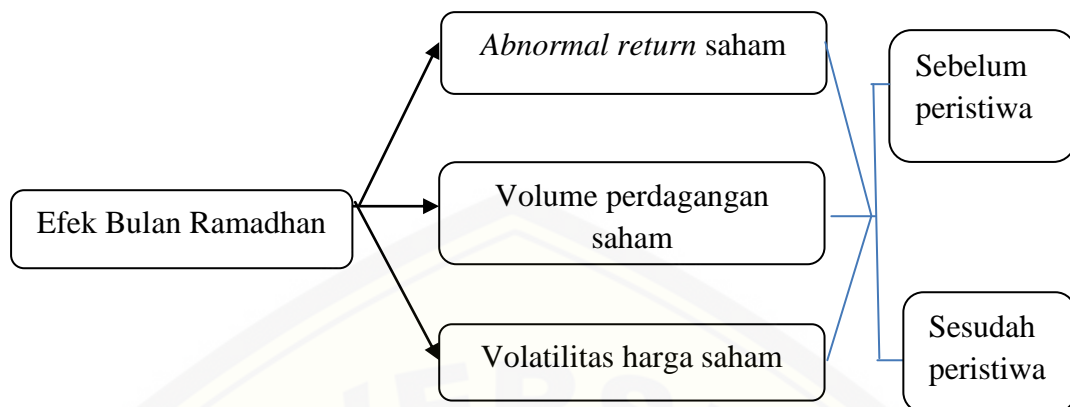 Abnormal return saham
Sebelum
peristiwa
Efek Bulan Ramadhan
Volume perdagangan
saham
Volatilitas harga saham
Sesudah
peristiwa